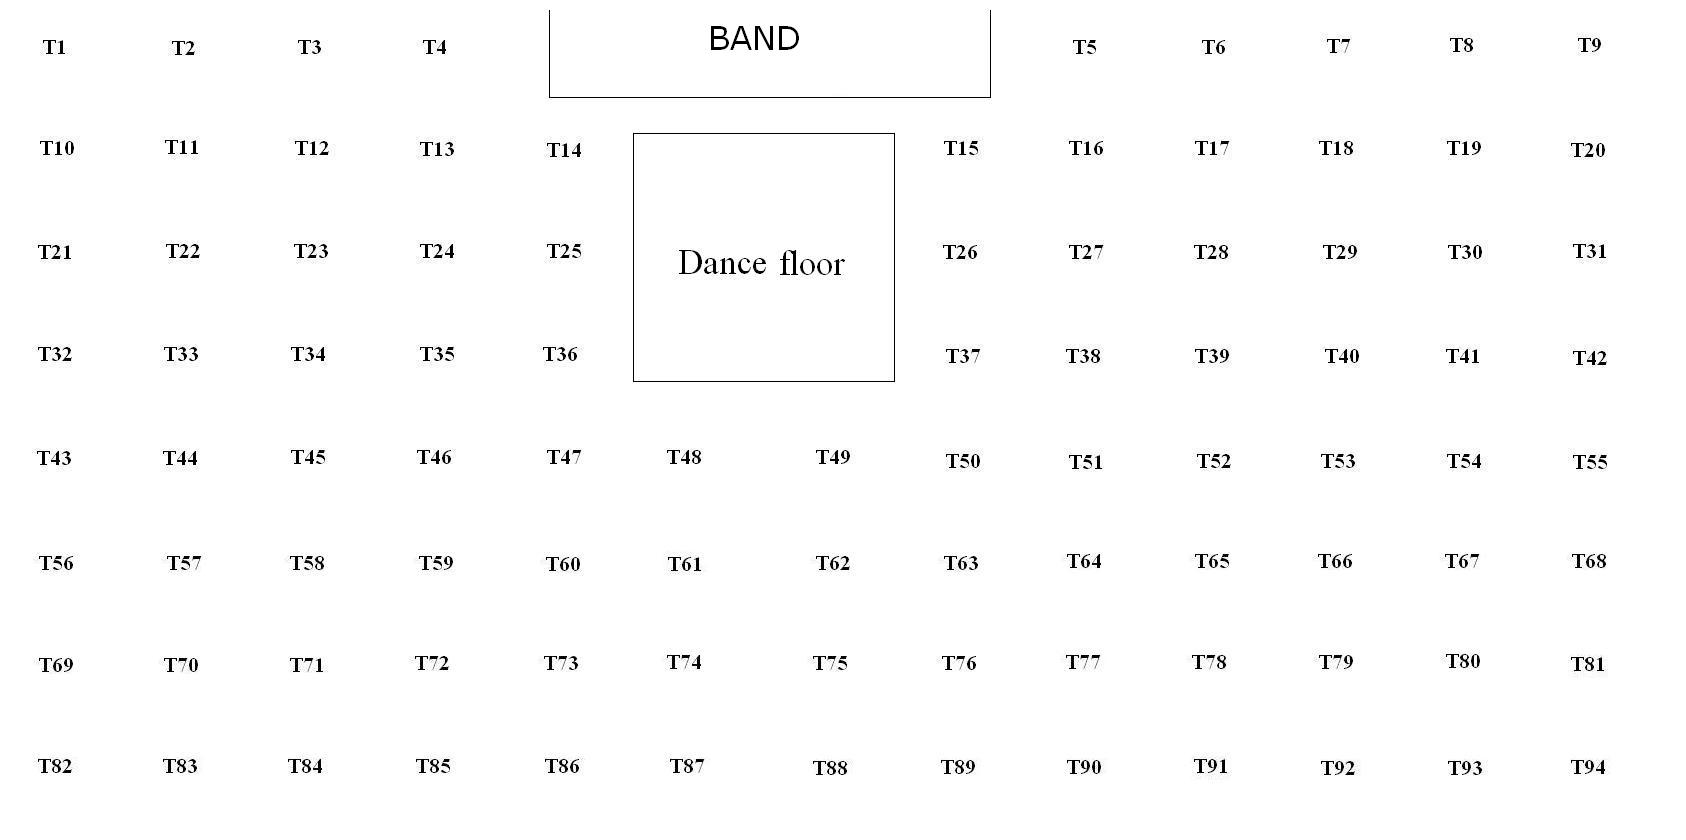 T1 T2 T3 T4 BAND T5 T6 T7 T8 T9
T10 T11 T12 T13 T14 T15 T16 T17 T18 T19 T20
T21 T22 T23 T24 T25 Dance floor T26 T27 T28 T29 T30 T31
T32 T33 T34 T35 T36 T37 T38 T39 T40 T41 T42
T43 T44 T45 T46 T47 T48 T49 T50 T51 T52 T53 T54 T55
T56 T57 T58 T59 T60 T61 T62 T63 T64 T65 T66 T67 T68
T69 T70 T71 T72 T73 T74 T75 T76 T77 T78 T79 T80 T81
T82 T83 T84 T85 T86 T87 T88 T89 T90 T91 T92 T93 T94